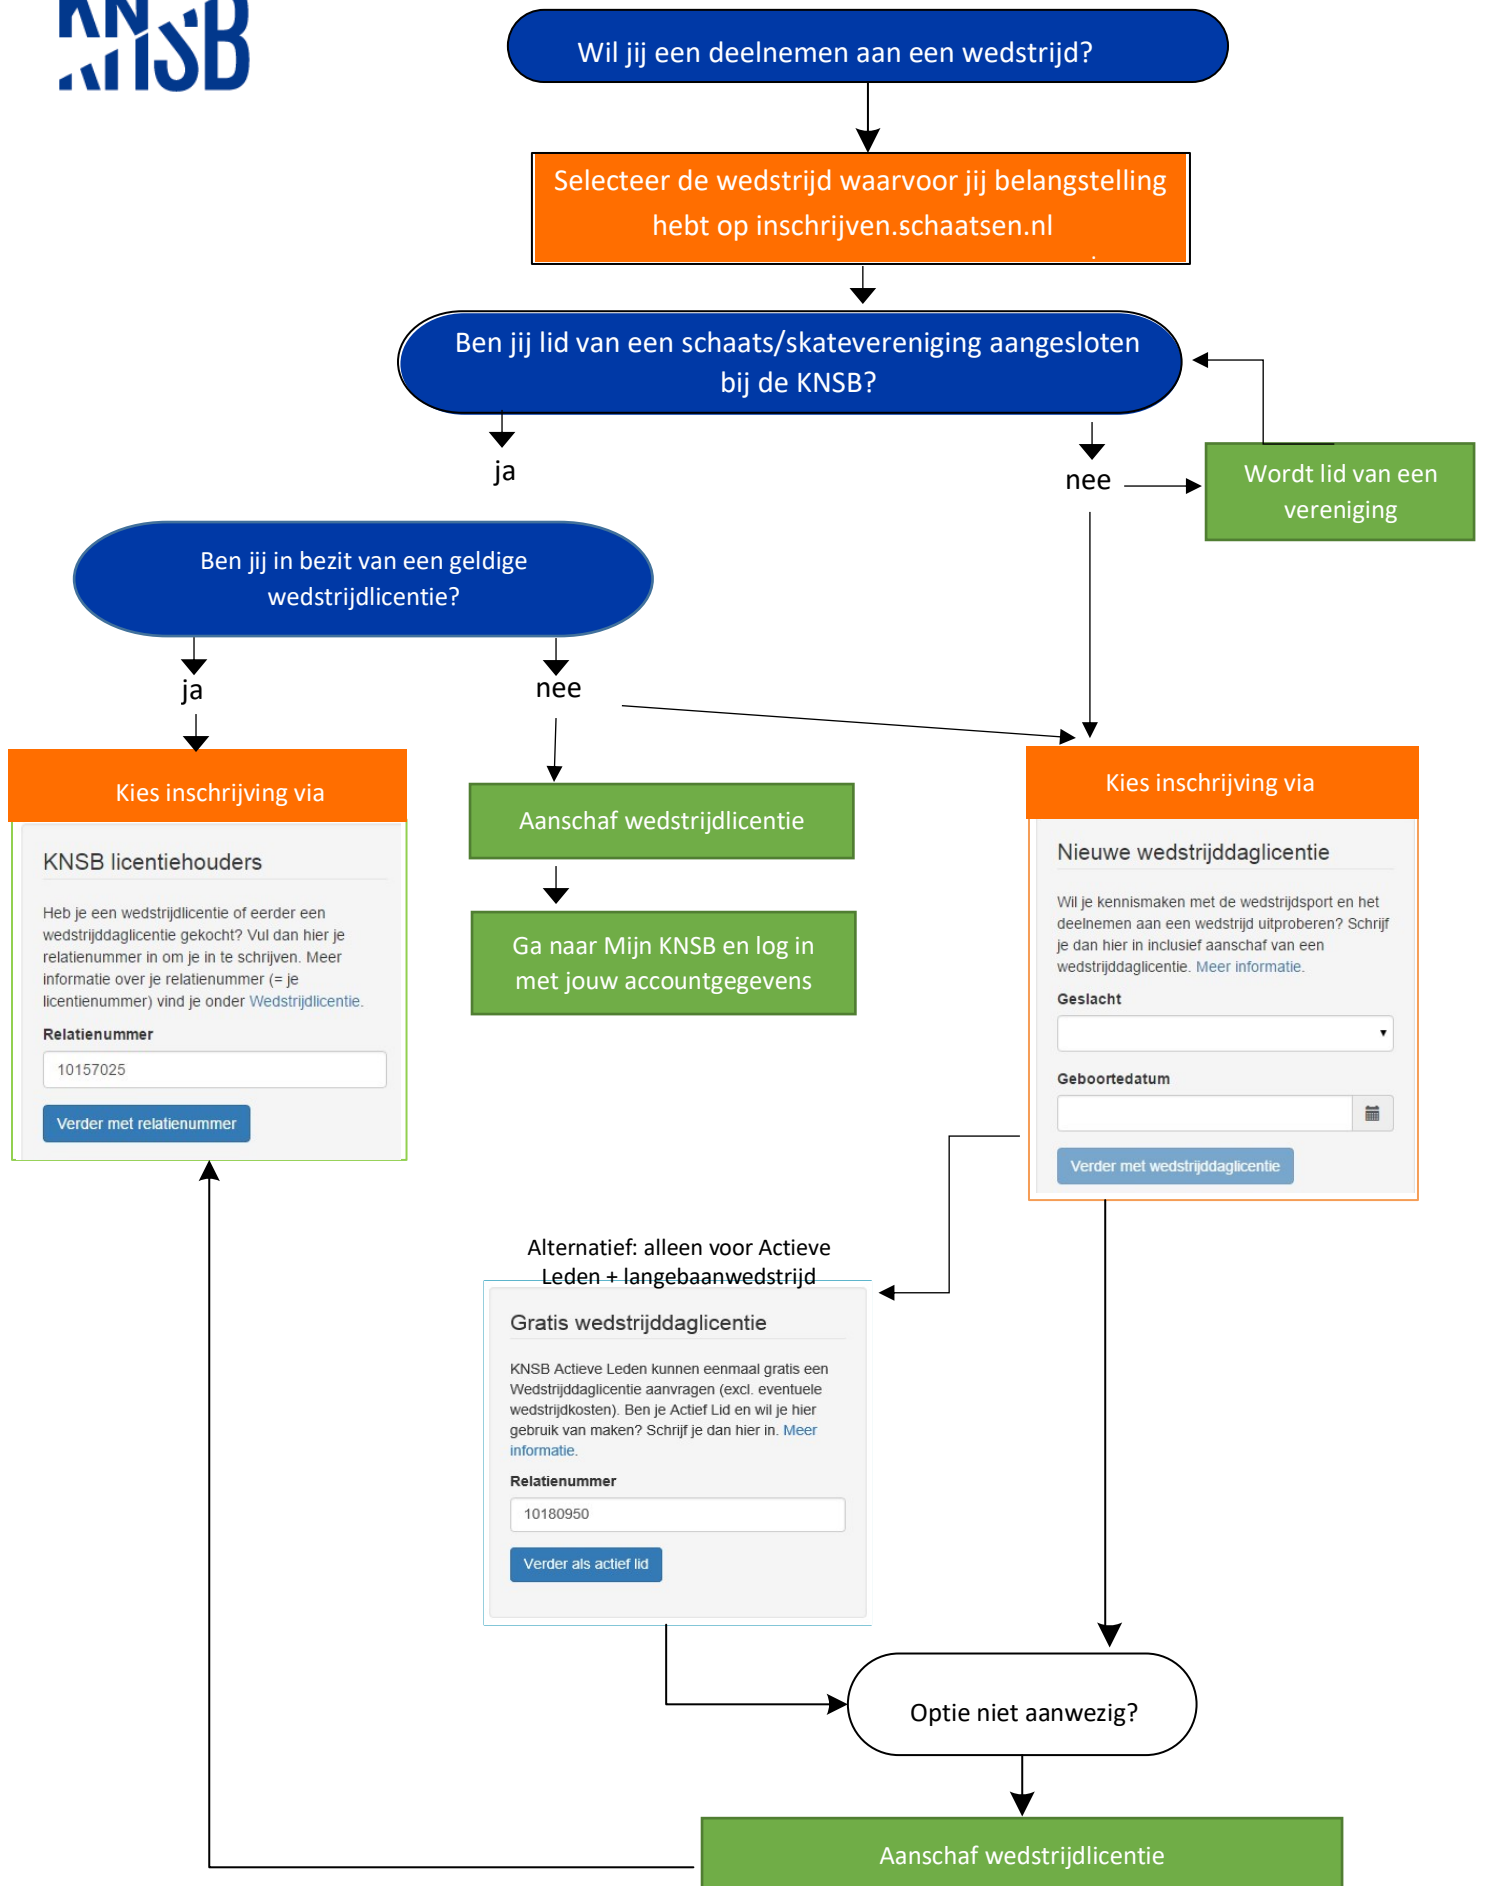 KNSB
Wil jij een deelnemen aan een wedstrijd?
Selecteer de wedstrijd waarvoor jij belangstelling
hebt op inschrijven.schaatsen.nl
.
Ben jij lid van een schaats/skatevereniging aangesloten
bij de KNSB?
ja
nee
Wordt lid van een
vereniging
Ben jij in bezit van een geldige
wedstrijdlicentie?
ja
nee
Kies inschrijving via
KNSB licentiehouders
Heb je een wedstrijdlicentie of eerder een
wedstrijddaglicentie gekocht? Vul dan hier je
relatienummer in om je in te schrijven. Meer
informatie over je relatienummer (= je
licentienummer) vind je onder Wedstrijdlicentie.
Relatienummer
10157025
Verder met relatienummer
Aanschaf wedstrijdlicentie
Ga naar Mijn KNSB en log in
met jouw accountgegevens
Kies inschrijving via
Nieuwe wedstrijddaglicentie
Wil je kennismaken met de wedstrijdsport en het
deelnemen aan een wedstrijd uitproberen? Schrijf
je dan hier in inclusief aanschaf van een
wedstrijddaglicentie. Meer informatie.
Geslacht
Geboortedatum
Verder met wedstrijddaglicentie
Alternatief: alleen voor Actieve
Leden + langebaanwedstrijd
Gratis wedstrijddaglicentie
KNSB Actieve Leden kunnen eenmaal gratis een
Wedstrijddaglicentie aanvragen (excl. eventuele
wedstrijdkosten). Ben je Actief Lid en wil je hier
gebruik van maken? Schrijf je dan hier in. Meer
informatie.
Relatienummer
10180950
Verder als actief lid
Optie niet aanwezig?
Aanschaf wedstrijdlicentie